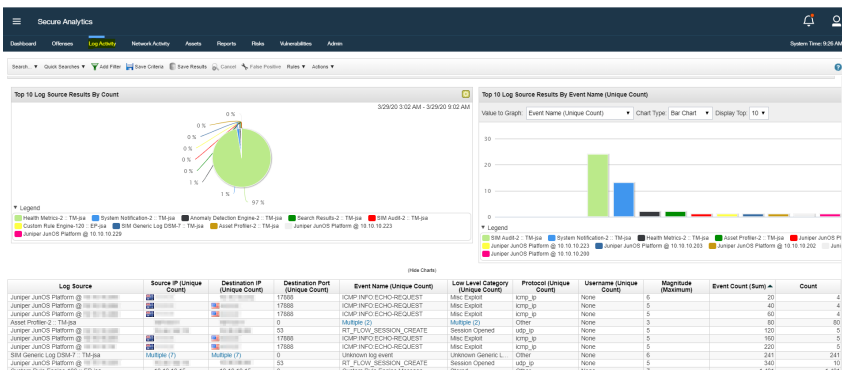 Secure Analytics
Dashboard Offenses Log Activity Network Activity Assets Reports Risks Vulnerabilities Admin System Time: 9:26 AM
Search... ▼ Quick Searches ▼ Add Filter Save Criteria Save Results Cancel False Positive Rules ▼ Actions ▼
Top 10 Log Source Results By Count
3/29/20 3:02 AM - 3/29/20 9:02 AM
0 %
0 %
0 %
0 %
0 %
1 %
1 %
97 %
▼ Legend
Health Metrics-2 :: TM-jsa System Notification-2 :: TM-jsa Anomaly Detection Engine-2 :: TM-jsa Search Results-2 :: TM-jsa SIM Audit-2 :: TM-jsa
Custom Rule Engine-120 :: EP-jsa SIM Generic Log DSM-7 :: TM-jsa Asset Profiler-2 :: TM-jsa Juniper JunOS Platform @ 10.10.10.223
Juniper JunOS Platform @ 10.10.10.229
Top 10 Log Source Results By Event Name (Unique Count)
Value to Graph: Event Name (Unique Count) ▼ Chart Type: Bar Chart ▼ Display Top: 10 ▼
30
20
10
0
▼ Legend
SIM Audit-2 :: TM-jsa System Notification-2 :: TM-jsa Health Metrics-2 :: TM-jsa Asset Profiler-2 :: TM-jsa Juniper JunOS Pl
Juniper JunOS Platform @ 10.10.10.223 Juniper JunOS Platform @ 10.10.10.203 Juniper JunOS Platform @ 10.10.10.202 Juni
Juniper JunOS Platform @ 10.10.10.200
(Hide Charts)
Log Source Source IP (Unique Count) Destination IP (Unique Count) Destination Port (Unique Count) Event Name (Unique Count) Low Level Category (Unique Count) Protocol (Unique Count) Username (Unique Count) Magnitude (Maximum) Event Count (Sum) Count
Juniper JunOS Platform @ 17888 ICMP:INFO:ECHO-REQUEST Misc Exploit icmp_ip None 6 20 4
Juniper JunOS Platform @ 17888 ICMP:INFO:ECHO-REQUEST Misc Exploit icmp_ip None 5 40 4
Juniper JunOS Platform @ 17888 ICMP:INFO:ECHO-REQUEST Misc Exploit icmp_ip None 5 60 4
Asset Profiler-2 :: TM-jsa 0 Multiple (2) Multiple (2) Other None 3 80 80
Juniper JunOS Platform @ 53 RT_FLOW_SESSION_CREATE Session Opened udp_ip None 5 120 5
Juniper JunOS Platform @ 17888 ICMP:INFO:ECHO-REQUEST Misc Exploit icmp_ip None 5 160 5
Juniper JunOS Platform @ 17888 ICMP:INFO:ECHO-REQUEST Misc Exploit icmp_ip None 5 220 5
SIM Generic Log DSM-7 :: TM-jsa Multiple (7) Multiple (7) 0 Unknown log event Unknown Generic L... Other None 6 241 241
Juniper JunOS Platform @ 53 RT_FLOW_SESSION_CREATE Session Opened udp_ip None 5 340 10